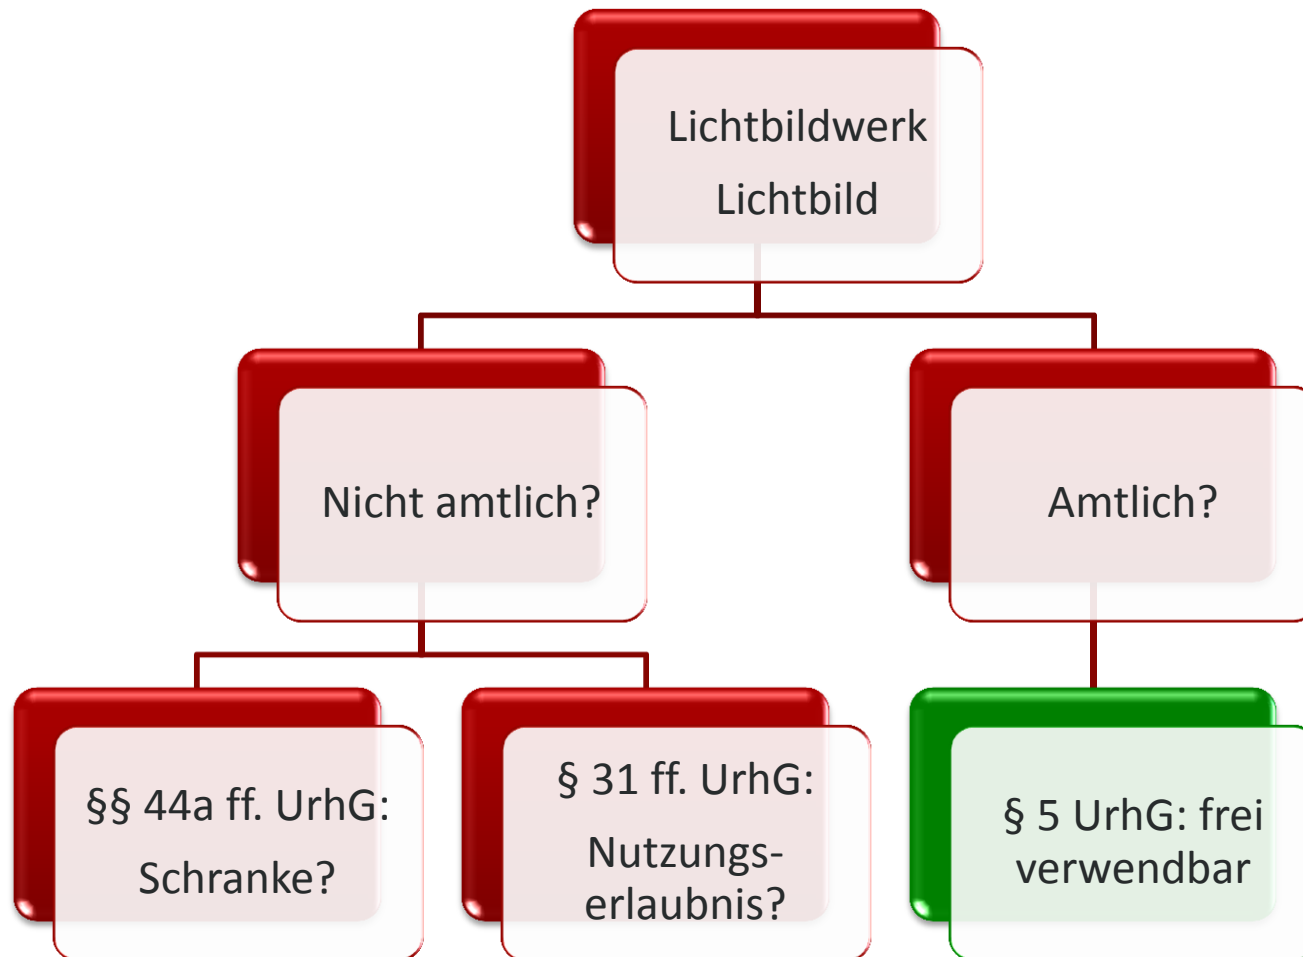 Lichtbildwerk
Lichtbild
Nicht amtlich?
Amtlich?
§§ 44a ff. UrhG:
Schranke?
§ 31 ff. UrhG:
Nutzungs-
erlaubnis?
§ 5 UrhG: frei
verwendbar